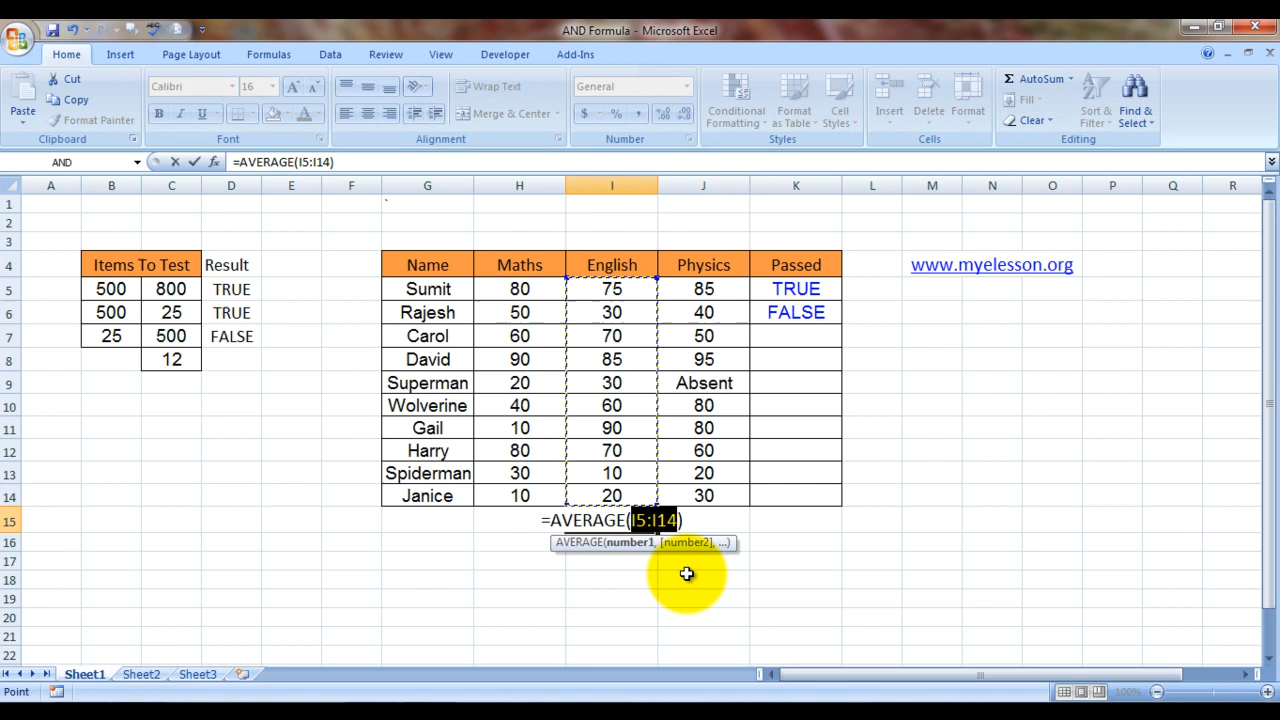 AND Formula - Microsoft Excel
Home Insert Page Layout Formulas Data Review View Developer Add-Ins
Paste
Cut
Copy
Format Painter
Clipboard
Calibri 16
B I U
Font
Wrap Text
Merge & Center
Alignment
General
$ % ,
Number
Conditional Formatting
Format as Table
Cell Styles
Styles
Insert Delete Format
Cells
Σ AutoSum
Fill
Clear
Sort & Filter
Find & Select
Editing
AND fx =AVERAGE(I5:I14)
A B C D E F G H I J K L M N O P Q R
1 `
2
3
4 Items To Test Result Name Maths English Physics Passed www.myelesson.org
5 500 800 TRUE Sumit 80 75 85 TRUE
6 500 25 TRUE Rajesh 50 30 40 FALSE
7 25 500 FALSE Carol 60 70 50
8 12 David 90 85 95
9 Superman 20 30 Absent
10 Wolverine 40 60 80
11 Gail 10 90 80
12 Harry 80 70 60
13 Spiderman 30 10 20
14 Janice 10 20 30
15 =AVERAGE(I5:I14)
16 AVERAGE(number1, [number2], ...)
17
18
19
20
21
22
Sheet1 Sheet2 Sheet3
Point 100%